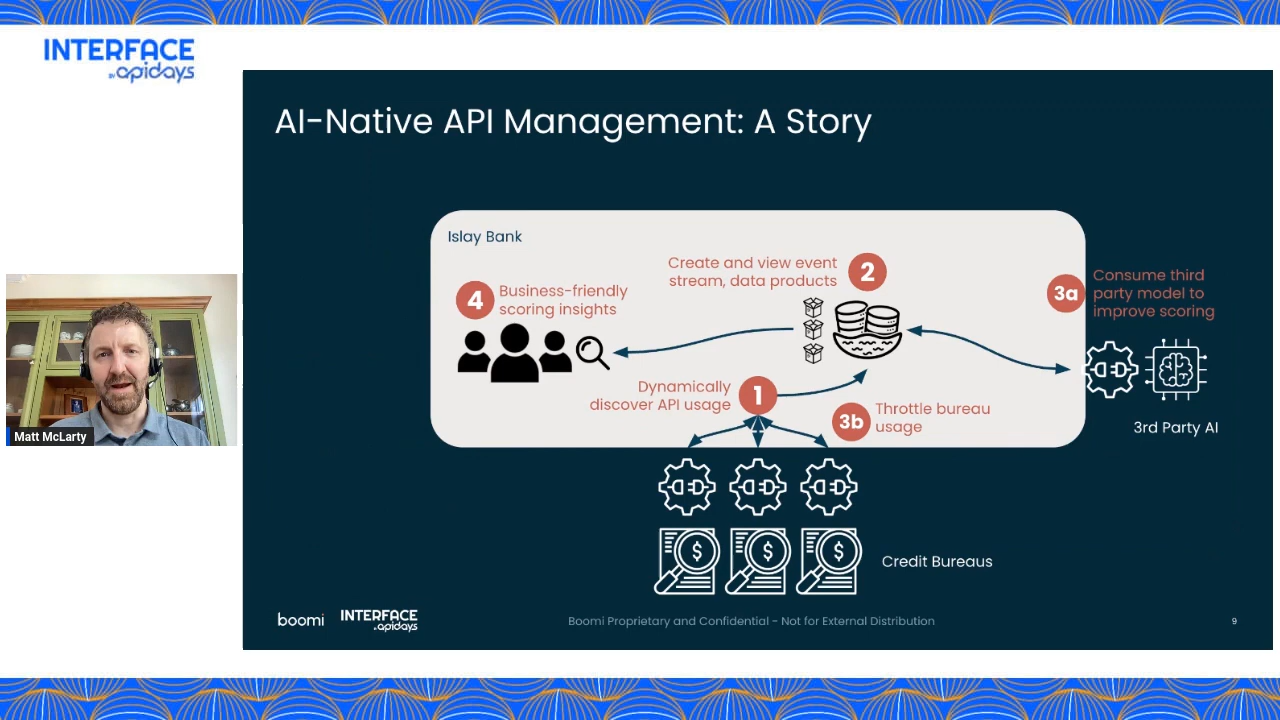 INTERFACE
BY apidays
AI-Native API Management: A Story
Islay Bank
4
Business-friendly
scoring insights
Create and view event
stream, data products
2
3a
Consume third
party model to
improve scoring
Dynamically
discover API usage
1
3b
Throttle bureau
usage
3rd Party AI
$
$
$
Credit Bureaus
Matt McLarty
boomi
INTERFACE
BY apidays
Boomi Proprietary and Confidential - Not for External Distribution
9